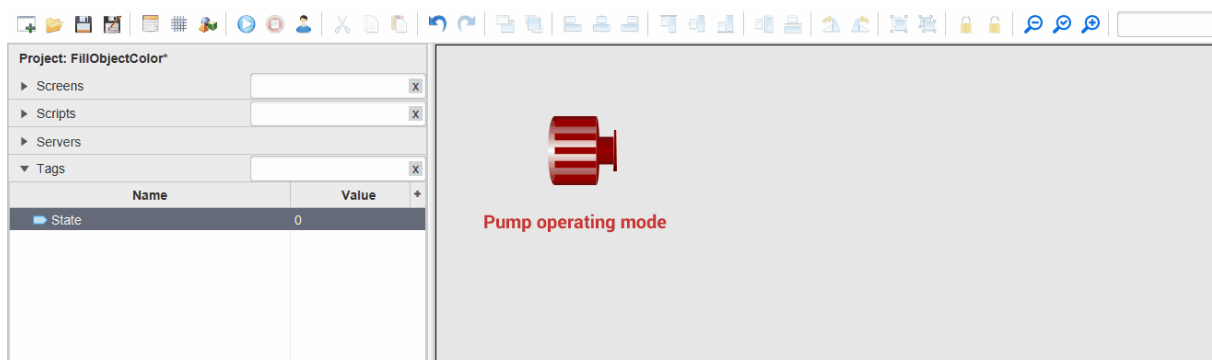 Project: FillObjectColor*
Screens
x
Scripts
x
Servers
Tags
x
Name Value +
State 0
Pump operating mode